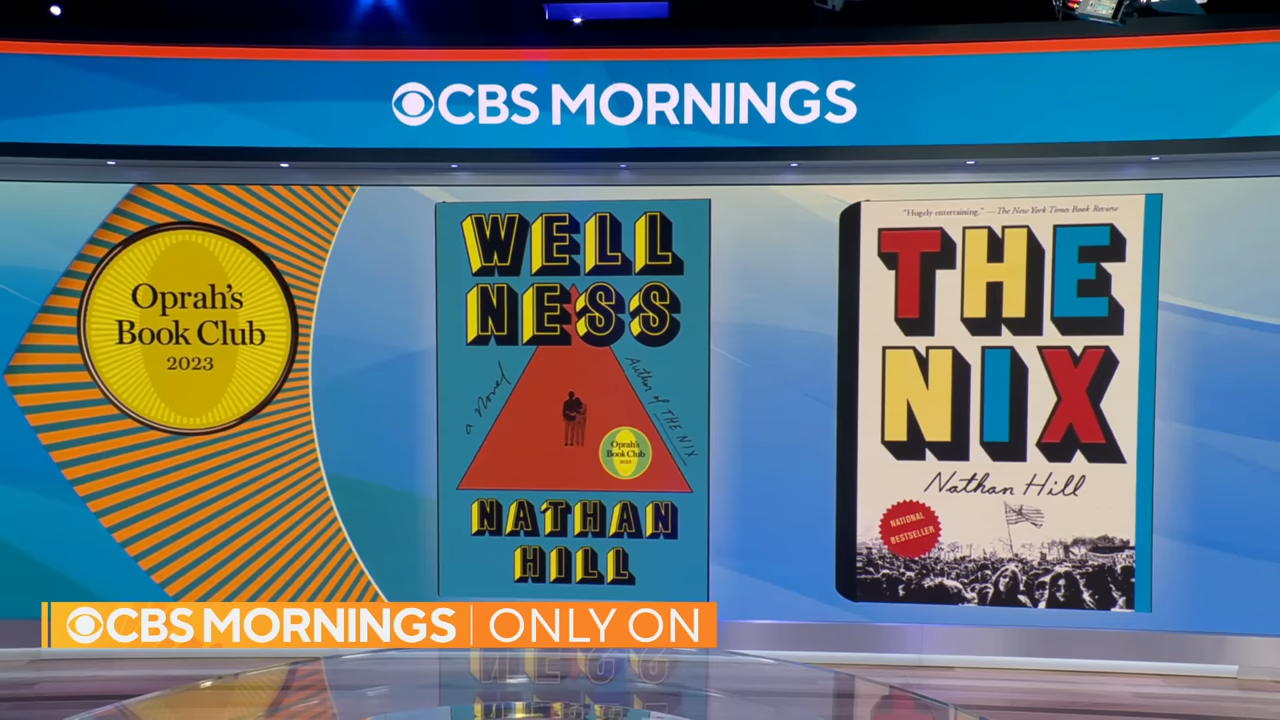 CBS MORNINGS
Oprah's
Book Club
2023
WELL
NESS
a Novel
Author of THE NIX
Oprah's
Book Club
2023
NATHAN
HILL
"Hugely entertaining." —The New York Times Book Review
THE
NIX
Nathan Hill
NATIONAL
BESTSELLER
CBS MORNINGS | ONLY ON